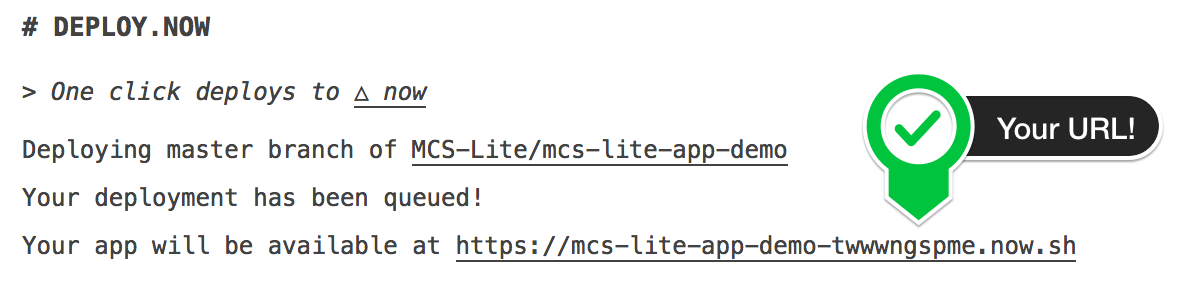 # DEPLOY.NOW
> One click deploys to △ now
Deploying master branch of MCS-Lite/mcs-lite-app-demo
Your URL!
Your deployment has been queued!
Your app will be available at https://mcs-lite-app-demo-twwwngspme.now.sh